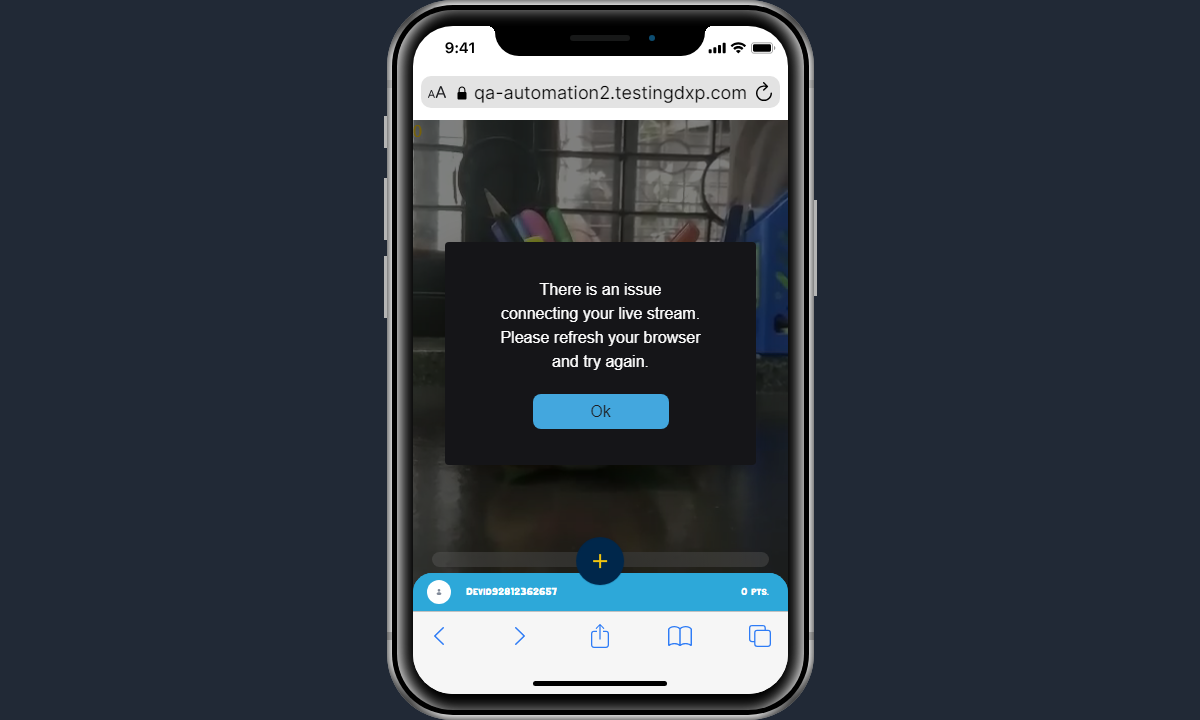 9:41
AA qa-automation2.testingdxp.com
0
There is an issue
connecting your live stream.
Please refresh your browser
and try again.
Ok
+
DEVID92812362657
0 PTS.